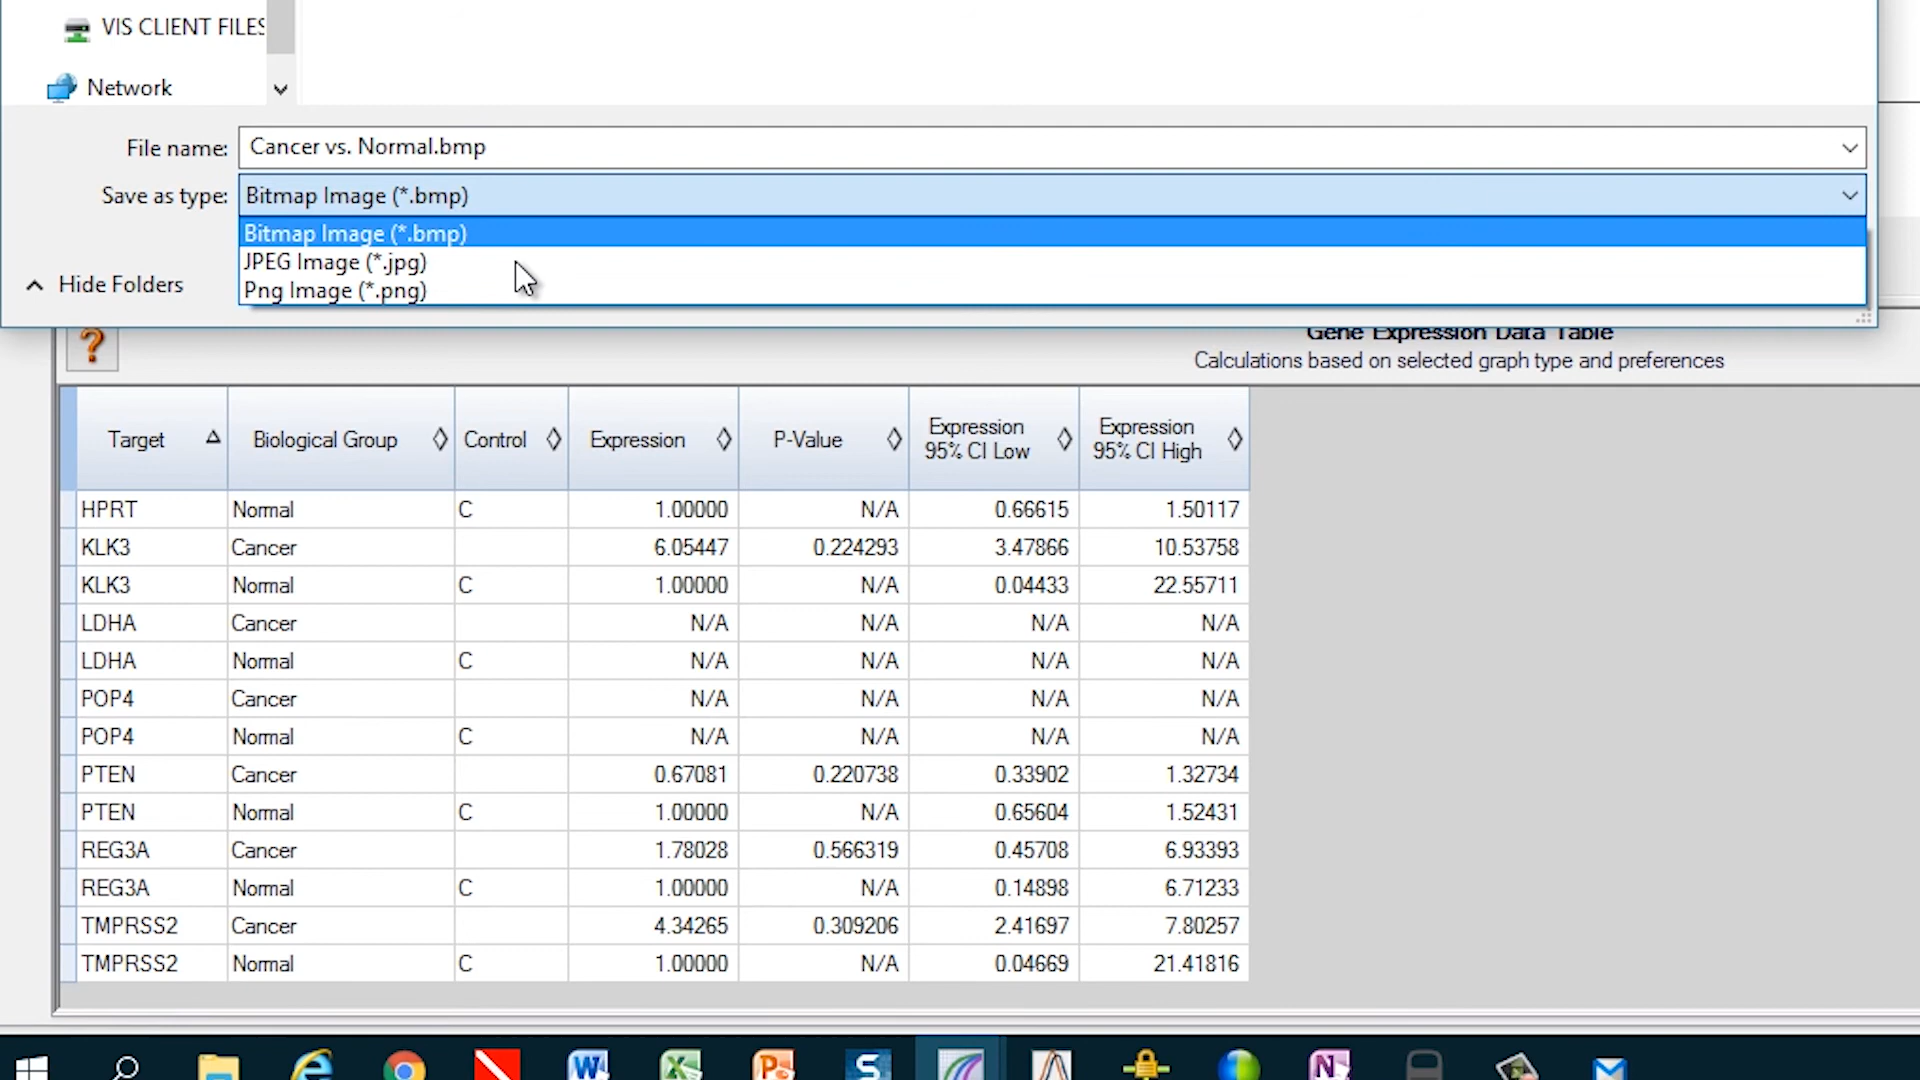 VIS CLIENT FILES
Network
File name: Cancer vs. Normal.bmp
Save as type: Bitmap Image (*.bmp)
Bitmap Image (*.bmp)
JPEG Image (*.jpg)
Png Image (*.png)
Hide Folders
?
Gene Expression Data Table
Calculations based on selected graph type and preferences
Target Biological Group Control Expression P-Value Expression 95% CI Low Expression 95% CI High
HPRT Normal C 1.00000 N/A 0.66615 1.50117
KLK3 Cancer 6.05447 0.224293 3.47866 10.53758
KLK3 Normal C 1.00000 N/A 0.04433 22.55711
LDHA Cancer N/A N/A N/A N/A
LDHA Normal C N/A N/A N/A N/A
POP4 Cancer N/A N/A N/A N/A
POP4 Normal C N/A N/A N/A N/A
PTEN Cancer 0.67081 0.220738 0.33902 1.32734
PTEN Normal C 1.00000 N/A 0.65604 1.52431
REG3A Cancer 1.78028 0.566319 0.45708 6.93393
REG3A Normal C 1.00000 N/A 0.14898 6.71233
TMPRSS2 Cancer 4.34265 0.309206 2.41697 7.80257
TMPRSS2 Normal C 1.00000 N/A 0.04669 21.41816